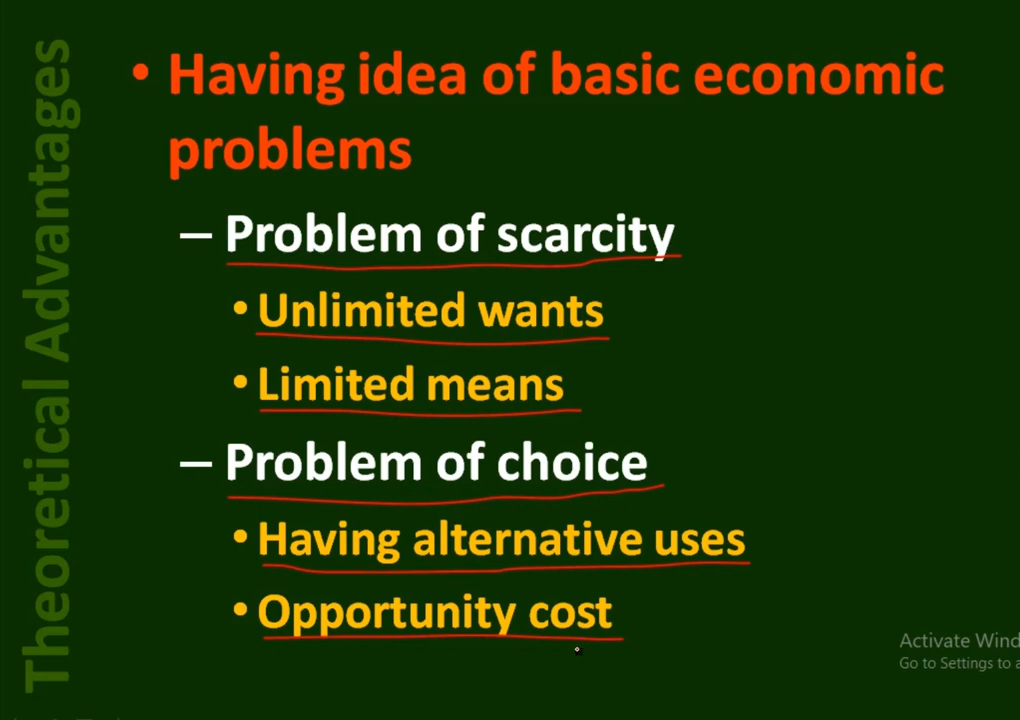 Theoretical Advantages
• Having idea of basic economic
problems
– Problem of scarcity
• Unlimited wants
• Limited means
– Problem of choice
• Having alternative uses
• Opportunity cost
Activate Wind
Go to Settings to a